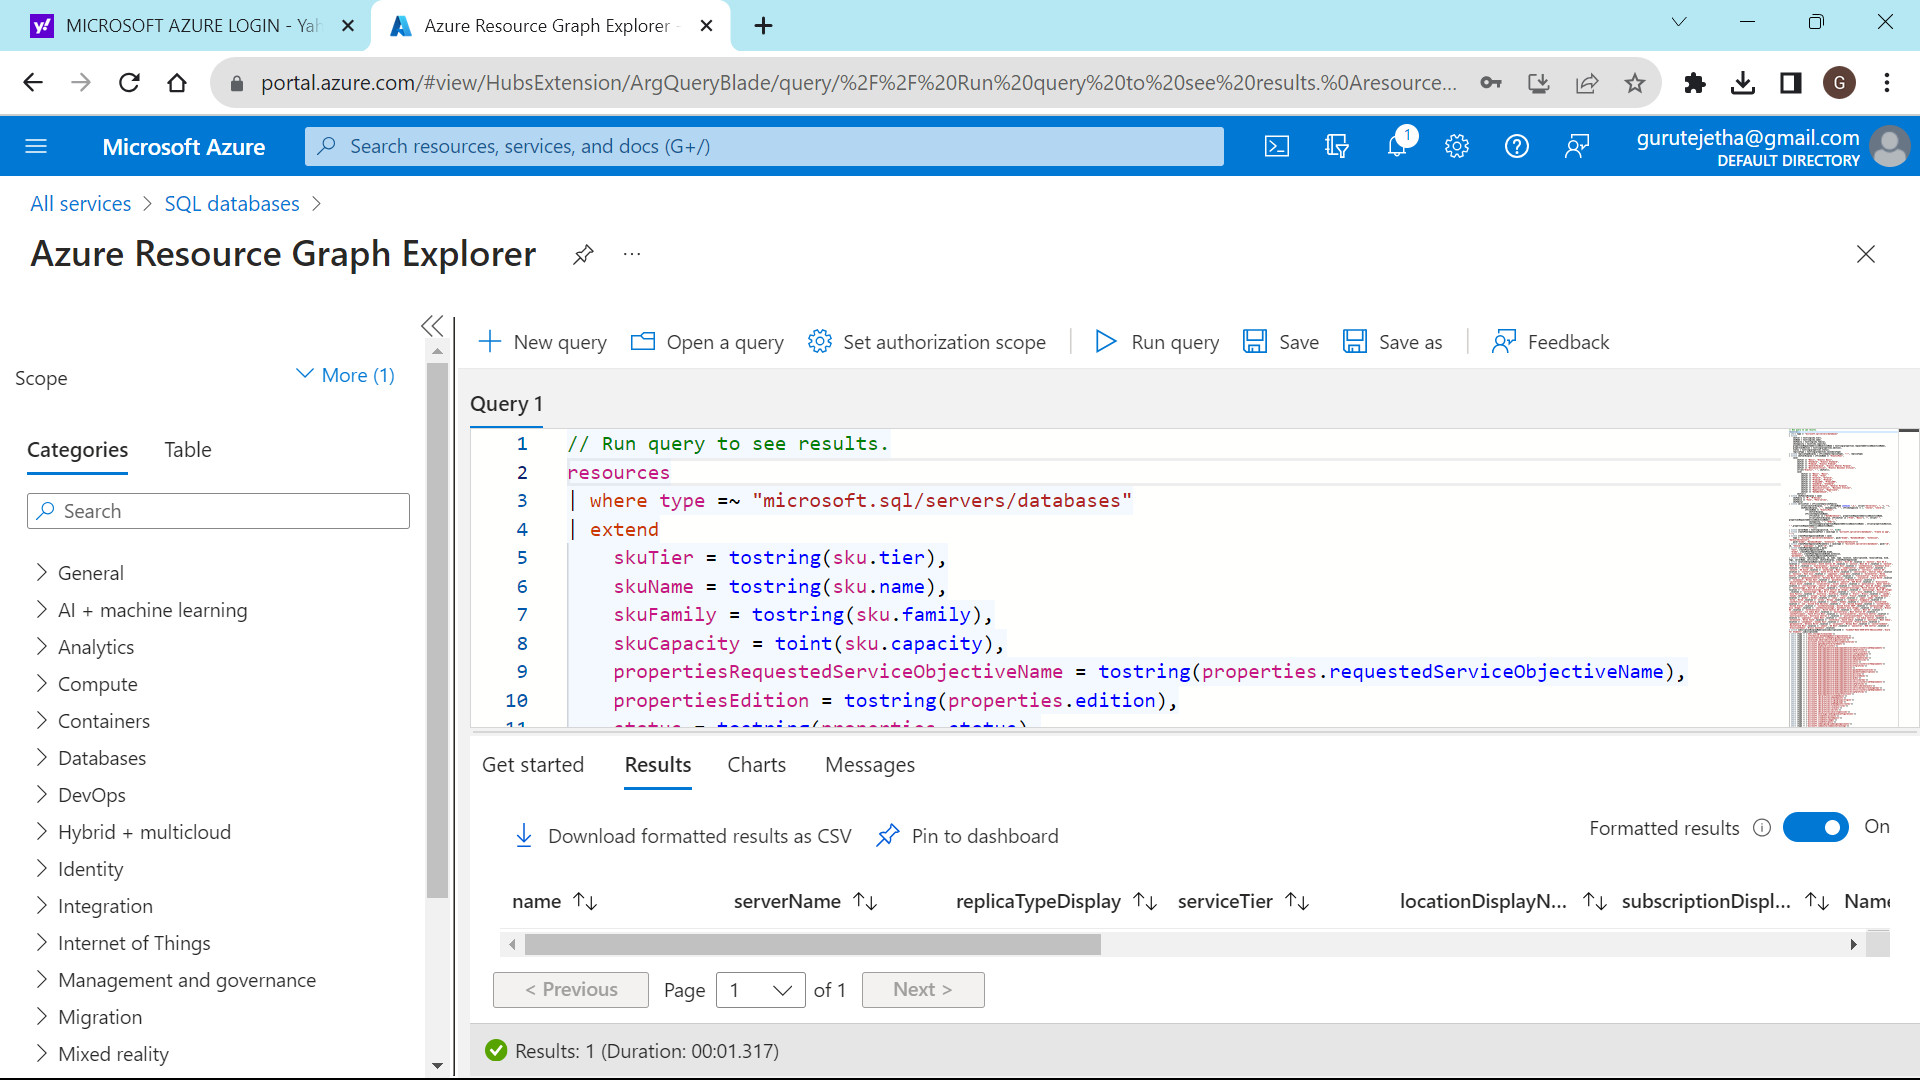 MICROSOFT AZURE LOGIN - Yah
Azure Resource Graph Explorer -
portal.azure.com/#view/HubsExtension/ArgQueryBlade/query/%2F%2F%20Run%20query%20to%20see%20results.%0Aresource...
G
Microsoft Azure
Search resources, services, and docs (G+/)
1
gurutejetha@gmail.com
DEFAULT DIRECTORY
All services > SQL databases >
Azure Resource Graph Explorer
...
Scope
More (1)
Categories
Table
Search
General
AI + machine learning
Analytics
Compute
Containers
Databases
DevOps
Hybrid + multicloud
Identity
Integration
Internet of Things
Management and governance
Migration
Mixed reality
New query
Open a query
Set authorization scope
Run query
Save
Save as
Feedback
Query 1
1 // Run query to see results.
2 resources
3 | where type =~ "microsoft.sql/servers/databases"
4 | extend
5 skuTier = tostring(sku.tier),
6 skuName = tostring(sku.name),
7 skuFamily = tostring(sku.family),
8 skuCapacity = toint(sku.capacity),
9 propertiesRequestedServiceObjectiveName = tostring(properties.requestedServiceObjectiveName),
10 propertiesEdition = tostring(properties.edition),
11 status = tostring(properties.status),
Get started
Results
Charts
Messages
Download formatted results as CSV
Pin to dashboard
Formatted results
On
name
serverName
replicaTypeDisplay
serviceTier
locationDisplayN...
subscriptionDispl...
Name
< Previous
Page
1
of 1
Next >
Results: 1 (Duration: 00:01.317)